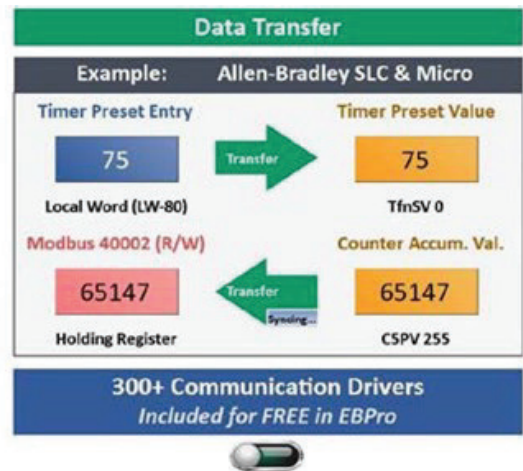 Data Transfer
Example: Allen-Bradley SLC & Micro
Timer Preset Entry
Timer Preset Value
75
Transfer
75
Local Word (LW-80)
TfnSV 0
Modbus 40002 (R/W)
Counter Accum. Val.
65147
Transfer
65147
Syncing...
Holding Register
C5PV 255
300+ Communication Drivers
Included for FREE in EBPro